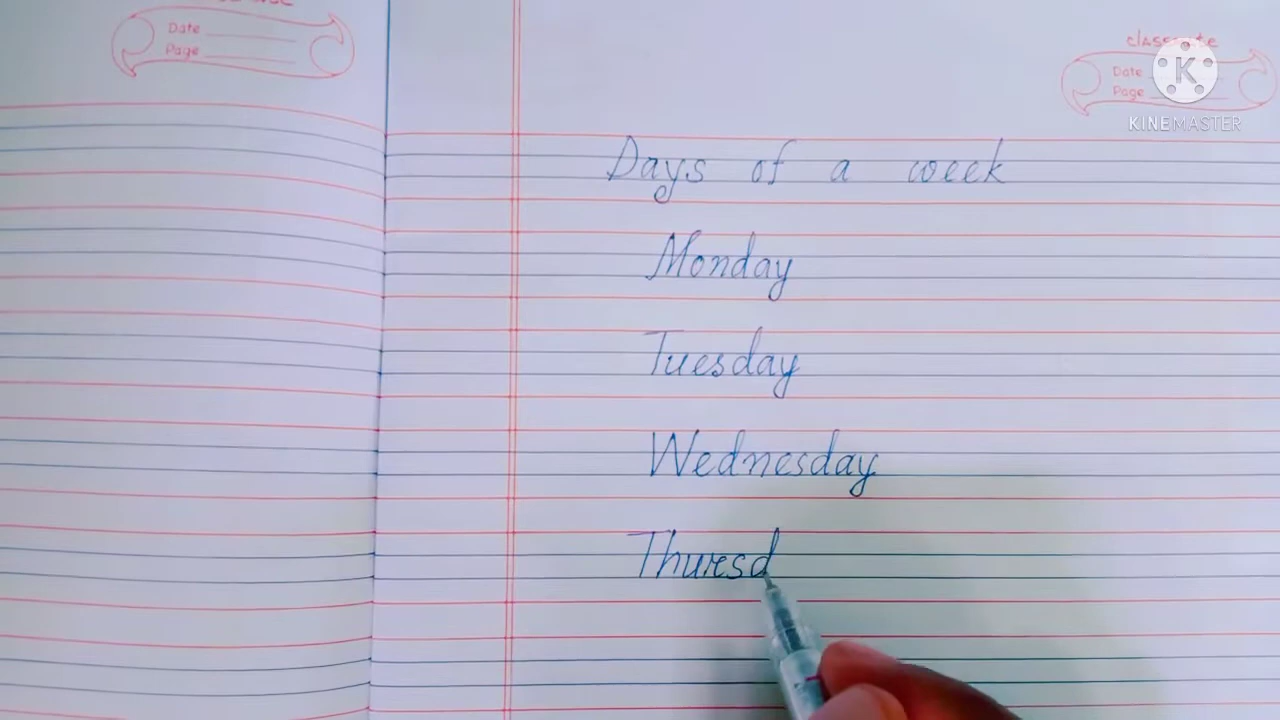 Date
Page
classmate
Date
Page
KINEMASTER
Days of a week
Monday
Tuesday
Wednesday
Thursd